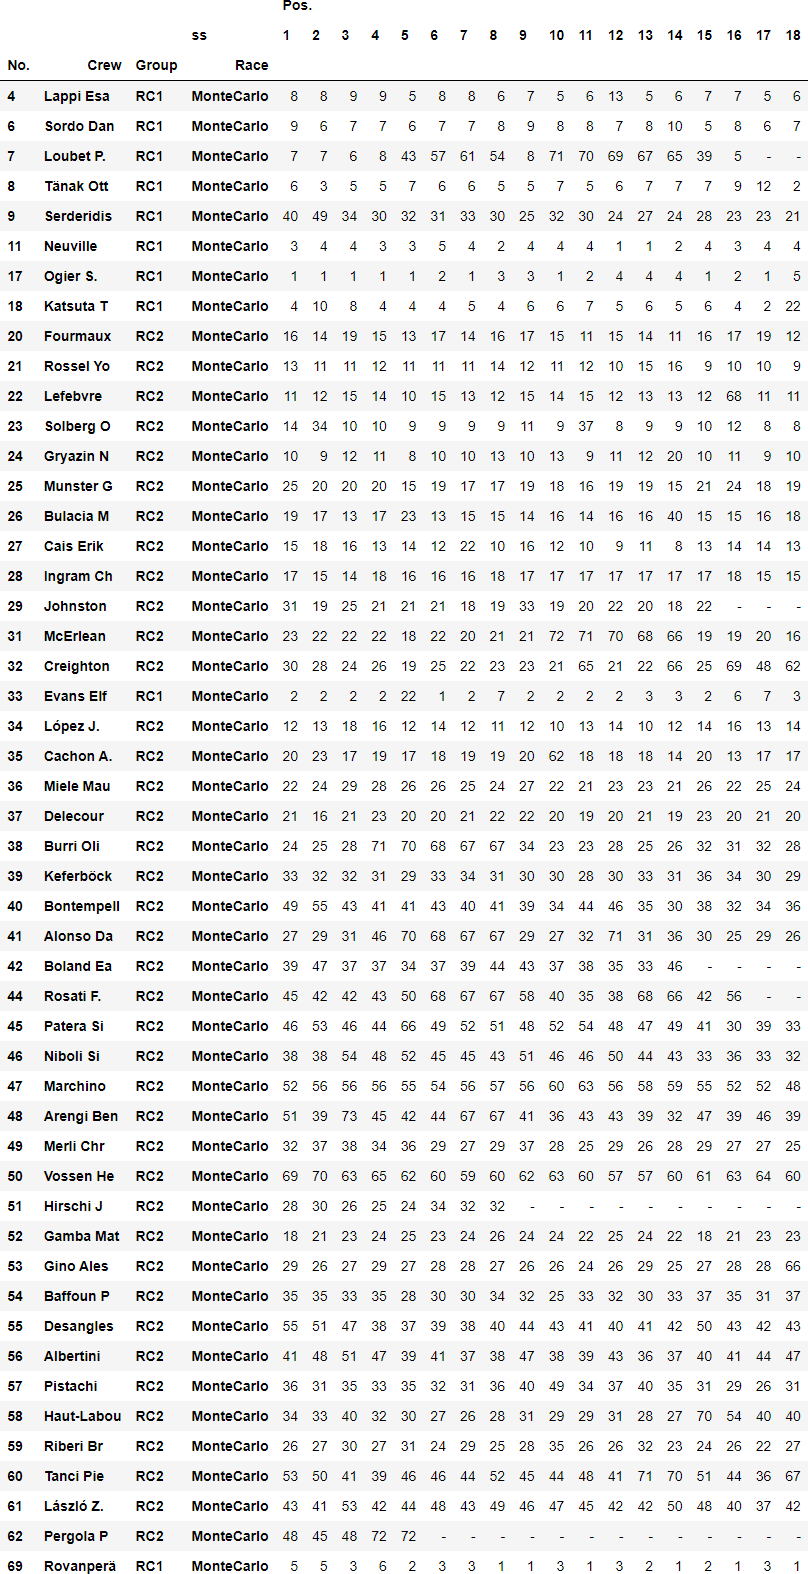 Pos.
ss 1 2 3 4 5 6 7 8 9 10 11 12 13 14 15 16 17 18
No. Crew Group Race
4 Lappi Esa RC1 MonteCarlo 8 8 9 9 5 8 8 6 7 5 6 13 5 6 7 7 5 6
6 Sordo Dan RC1 MonteCarlo 9 6 7 7 6 7 7 8 9 8 8 7 8 10 5 8 6 7
7 Loubet P. RC1 MonteCarlo 7 7 6 8 43 57 61 54 8 71 70 69 67 65 39 5 - -
8 Tänak Ott RC1 MonteCarlo 6 3 5 5 7 6 6 5 5 7 5 6 7 7 7 9 12 2
9 Serderidis RC1 MonteCarlo 40 49 34 30 32 31 33 30 25 32 30 24 27 24 28 23 23 21
11 Neuville RC1 MonteCarlo 3 4 4 3 3 5 4 2 4 4 4 1 1 2 4 3 4 4
17 Ogier S. RC1 MonteCarlo 1 1 1 1 1 2 1 3 3 1 2 4 4 4 1 2 1 5
18 Katsuta T RC1 MonteCarlo 4 10 8 4 4 4 5 4 6 6 7 5 6 5 6 4 2 22
20 Fourmaux RC2 MonteCarlo 16 14 19 15 13 17 14 16 17 15 11 15 14 11 16 17 19 12
21 Rossel Yo RC2 MonteCarlo 13 11 11 12 11 11 11 14 12 11 12 10 15 16 9 10 10 9
22 Lefebvre RC2 MonteCarlo 11 12 15 14 10 15 13 12 15 14 15 12 13 13 12 68 11 11
23 Solberg O RC2 MonteCarlo 14 34 10 10 9 9 9 9 11 9 37 8 9 9 10 12 8 8
24 Gryazin N RC2 MonteCarlo 10 9 12 11 8 10 10 13 10 13 9 11 12 20 10 11 9 10
25 Munster G RC2 MonteCarlo 25 20 20 20 15 19 17 17 19 18 16 19 19 15 21 24 18 19
26 Bulacia M RC2 MonteCarlo 19 17 13 17 23 13 15 15 14 16 14 16 16 40 15 15 16 18
27 Cais Erik RC2 MonteCarlo 15 18 16 13 14 12 22 10 16 12 10 9 11 8 13 14 14 13
28 Ingram Ch RC2 MonteCarlo 17 15 14 18 16 16 16 18 17 17 17 17 17 17 17 18 15 15
29 Johnston RC2 MonteCarlo 31 19 25 21 21 21 18 19 33 19 20 22 20 18 22 - - -
31 McErlean RC2 MonteCarlo 23 22 22 22 18 22 20 21 21 72 71 70 68 66 19 19 20 16
32 Creighton RC2 MonteCarlo 30 28 24 26 19 25 22 23 23 21 65 21 22 66 25 69 48 62
33 Evans Elf RC1 MonteCarlo 2 2 2 2 22 1 2 7 2 2 2 2 3 3 2 6 7 3
34 López J. RC2 MonteCarlo 12 13 18 16 12 14 12 11 12 10 13 14 10 12 14 16 13 14
35 Cachon A. RC2 MonteCarlo 20 23 17 19 17 18 19 19 20 62 18 18 18 14 20 13 17 17
36 Miele Mau RC2 MonteCarlo 22 24 29 28 26 26 25 24 27 22 21 23 23 21 26 22 25 24
37 Delecour RC2 MonteCarlo 21 16 21 23 20 20 21 22 22 20 19 20 21 19 23 20 21 20
38 Burri Oli RC2 MonteCarlo 24 25 28 71 70 68 67 67 34 23 23 28 25 26 32 31 32 28
39 Keferböck RC2 MonteCarlo 33 32 32 31 29 33 34 31 30 30 28 30 33 31 36 34 30 29
40 Bontempell RC2 MonteCarlo 49 55 43 41 41 43 40 41 39 34 44 46 35 30 38 32 34 36
41 Alonso Da RC2 MonteCarlo 27 29 31 46 70 68 67 67 29 27 32 71 31 36 30 25 29 26
42 Boland Ea RC2 MonteCarlo 39 47 37 37 34 37 39 44 43 37 38 35 33 46 - - - -
44 Rosati F. RC2 MonteCarlo 45 42 42 43 50 68 67 67 58 40 35 38 68 66 42 56 - -
45 Patera Si RC2 MonteCarlo 46 53 46 44 66 49 52 51 48 52 54 48 47 49 41 30 39 33
46 Niboli Si RC2 MonteCarlo 38 38 54 48 52 45 45 43 51 46 46 50 44 43 33 36 33 32
47 Marchino RC2 MonteCarlo 52 56 56 56 55 54 56 57 56 60 63 56 58 59 55 52 52 48
48 Arengi Ben RC2 MonteCarlo 51 39 73 45 42 44 67 67 41 36 43 43 39 32 47 39 46 39
49 Merli Chr RC2 MonteCarlo 32 37 38 34 36 29 27 29 37 28 25 29 26 28 29 27 27 25
50 Vossen He RC2 MonteCarlo 69 70 63 65 62 60 59 60 62 63 60 57 57 60 61 63 64 60
51 Hirschi J RC2 MonteCarlo 28 30 26 25 24 34 32 32 - - - - - - - - - -
52 Gamba Mat RC2 MonteCarlo 18 21 23 24 25 23 24 26 24 24 22 25 24 22 18 21 23 23
53 Gino Ales RC2 MonteCarlo 29 26 27 29 27 28 28 27 26 26 24 26 29 25 27 28 28 66
54 Baffoun P RC2 MonteCarlo 35 35 33 35 28 30 30 34 32 25 33 32 30 33 37 35 31 37
55 Desangles RC2 MonteCarlo 55 51 47 38 37 39 38 40 44 43 41 40 41 42 50 43 42 43
56 Albertini RC2 MonteCarlo 41 48 51 47 39 41 37 38 47 38 39 43 36 37 40 41 44 47
57 Pistachi RC2 MonteCarlo 36 31 35 33 35 32 31 36 40 49 34 37 40 35 31 29 26 31
58 Haut-Labou RC2 MonteCarlo 34 33 40 32 30 27 26 28 31 29 29 31 28 27 70 54 40 40
59 Riberi Br RC2 MonteCarlo 26 27 30 27 31 24 29 25 28 35 26 26 32 23 24 26 22 27
60 Tanci Pie RC2 MonteCarlo 53 50 41 39 46 46 44 52 45 44 48 41 71 70 51 44 36 67
61 László Z. RC2 MonteCarlo 43 41 53 42 44 48 43 49 46 47 45 42 42 50 48 40 37 42
62 Pergola P RC2 MonteCarlo 48 45 48 72 72 - - - - - - - - - - - - -
69 Rovanperä RC1 MonteCarlo 5 5 3 6 2 3 3 1 1 3 1 3 2 1 2 1 3 1